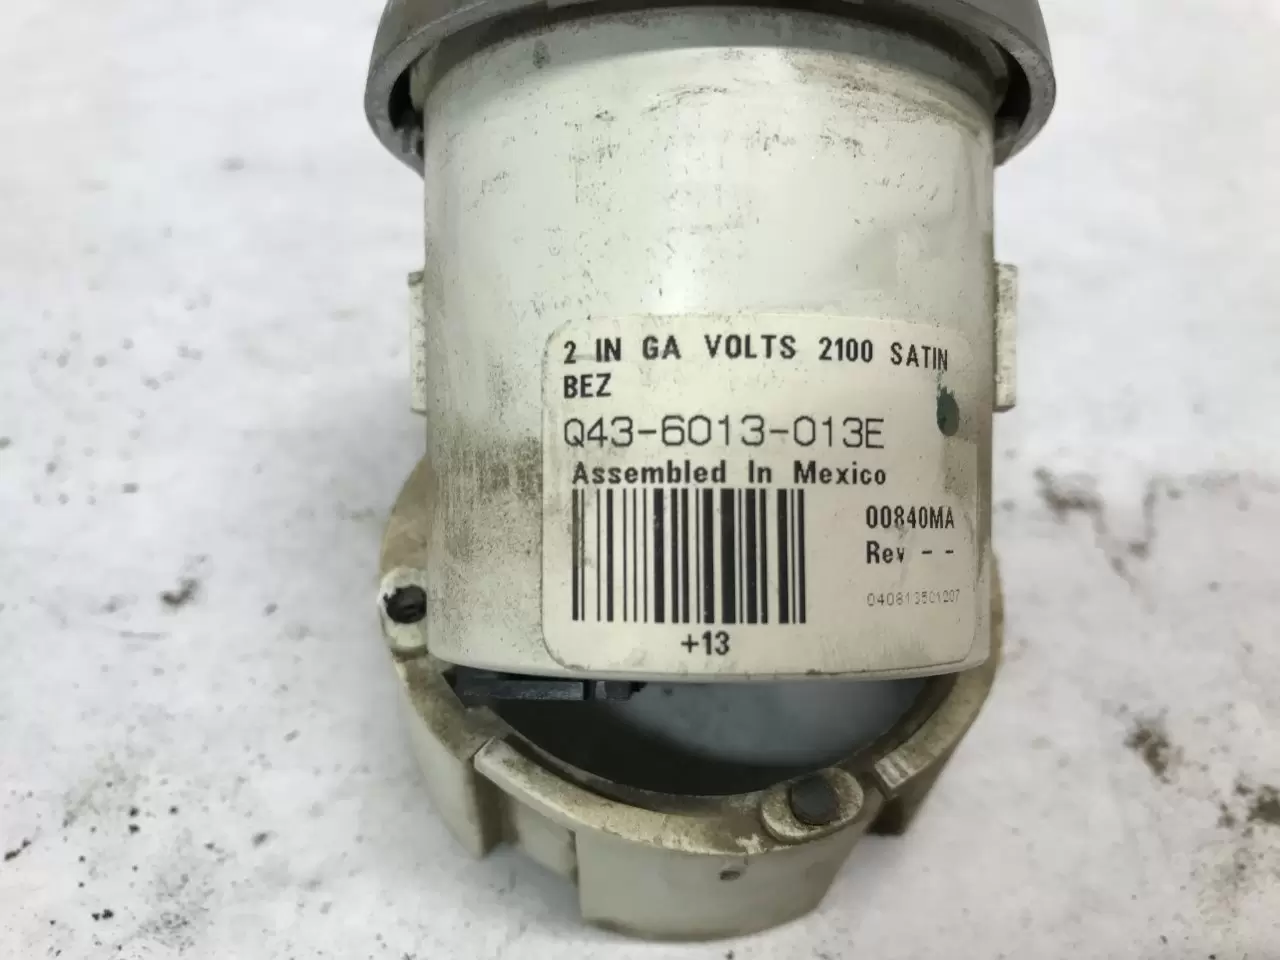 2 IN GA VOLTS 2100 SATIN
BEZ
Q43-6013-013E
Assembled In Mexico
00840MA
Rev - -
040813501207
+13